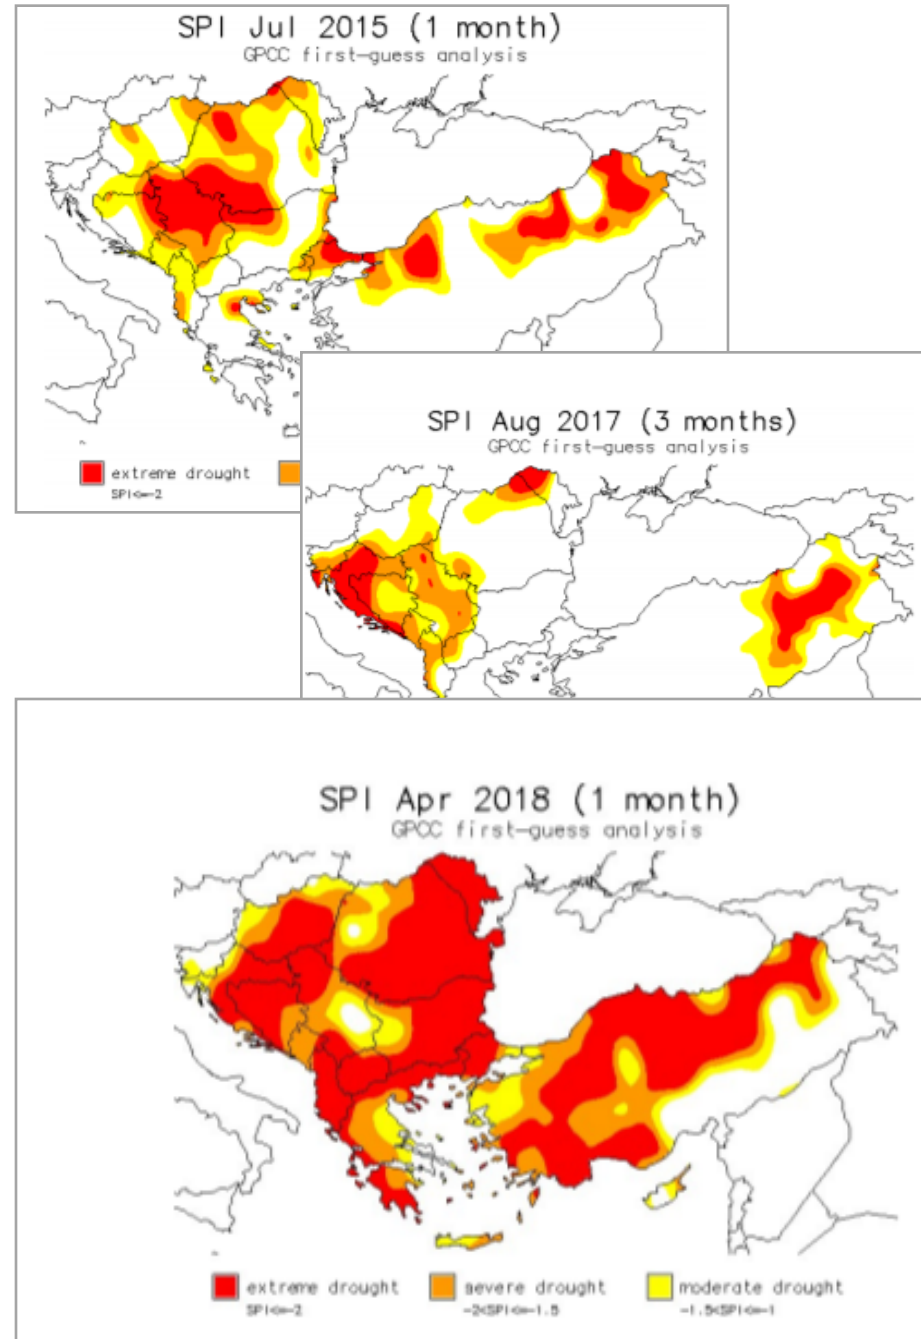 SPI Jul 2015 (1 month)
GPCC first-guess analysis
extreme drought
SPI<=-2
SPI Aug 2017 (3 months)
GPCC first-guess analysis
SPI Apr 2018 (1 month)
GPCC first-guess analysis
extreme drought severe drought moderate drought
SPI<=-2 -2<SPI<=-1.5 -1.5<SPI<=-1